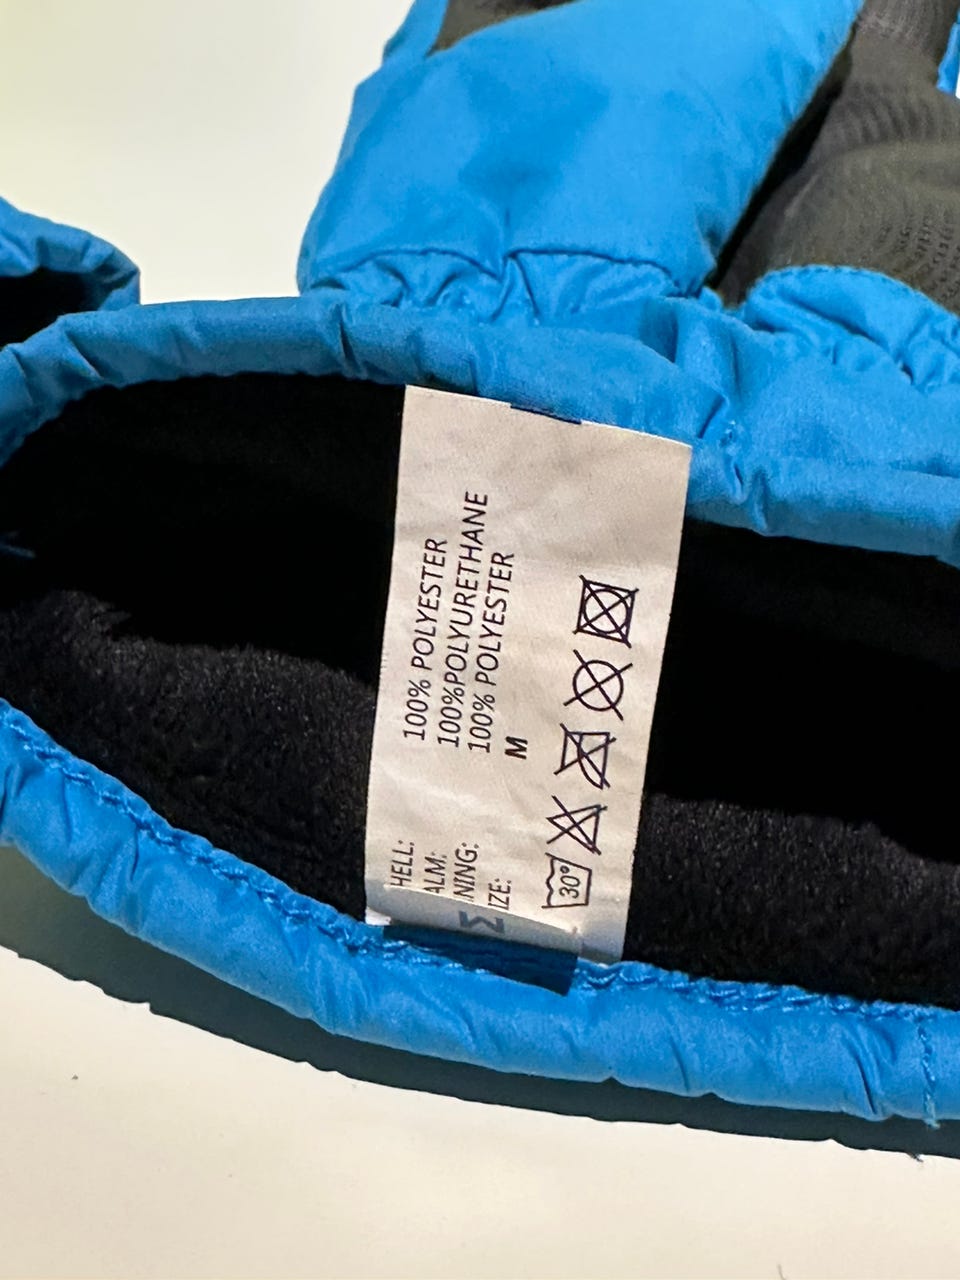 HELL: 100% POLYESTER
ALM: 100%POLYURETHANE
NING: 100% POLYESTER
IZE: M
30°
M